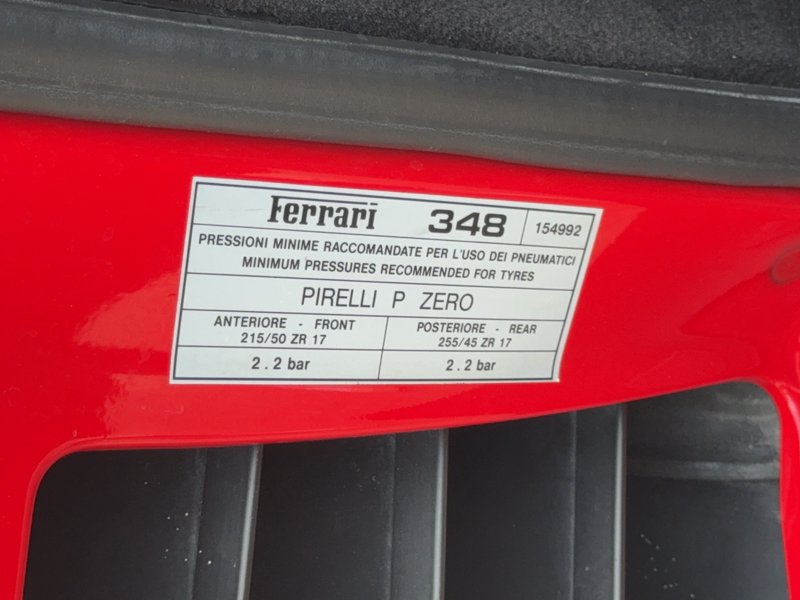 Ferrari 348 154992
PRESSIONI MINIME RACCOMANDATE PER L'USO DEI PNEUMATICI
MINIMUM PRESSURES RECOMMENDED FOR TYRES
PIRELLI P ZERO
ANTERIORE - FRONT POSTERIORE - REAR
215/50 ZR 17 255/45 ZR 17
2.2 bar 2.2 bar